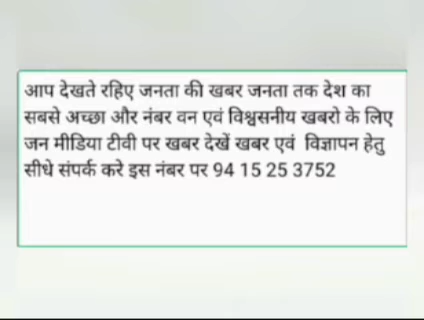 आप देखते रहिए जनता की खबर जनता तक देश का
सबसे अच्छा और नंबर वन एवं विश्वसनीय खबरो के लिए
जन मीडिया टीवी पर खबर देखें खबर एवं विज्ञापन हेतु
सीधे संपर्क करे इस नंबर पर 94 15 25 3752